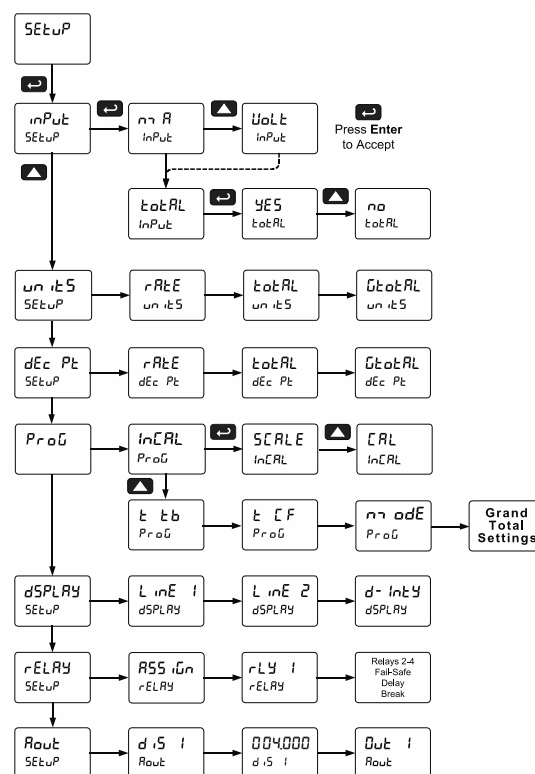 SEtuP
inPut
SEtuP
mA
InPut
VoLt
InPut
Press Enter
to Accept
totAL
InPut
YES
totAL
no
totAL
unitS
SEtuP
rAtE
unitS
totAL
unitS
GtotAL
unitS
dEc Pt
SEtuP
rAtE
dEc Pt
totAL
dEc Pt
GtotAL
dEc Pt
ProG
InCAL
ProG
SCALE
InCAL
CAL
InCAL
t tb
ProG
t CF
ProG
modE
ProG
Grand
Total
Settings
dSPLAY
SEtuP
LinE 1
dSPLAY
LinE 2
dSPLAY
d-IntY
dSPLAY
rELAY
SEtuP
ASSiGn
rELAY
rLY 1
rELAY
Relays 2-4
Fail-Safe
Delay
Break
Aout
SEtuP
diS 1
Aout
004.000
diS 1
Out 1
Aout